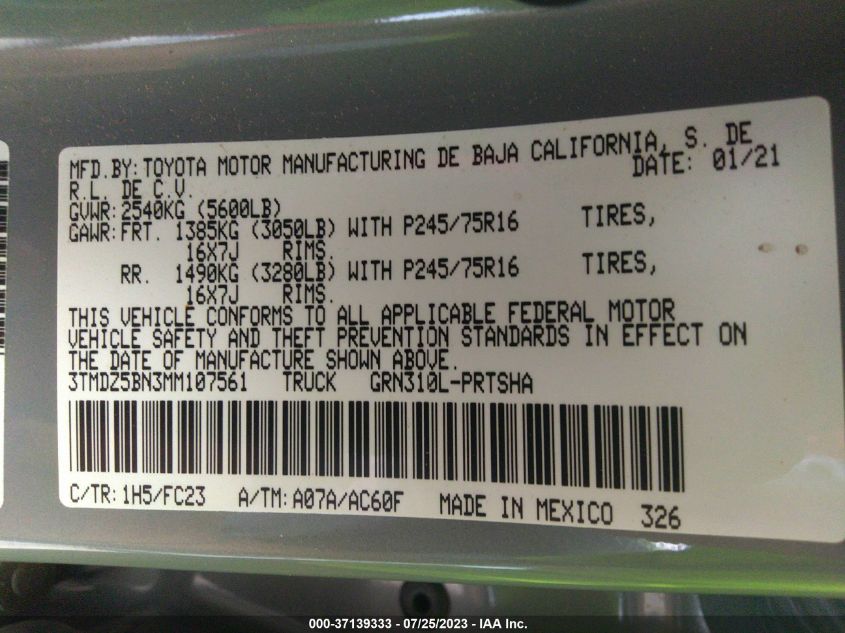 MFD.BY:TOYOTA MOTOR MANUFACTURING DE BAJA CALIFORNIA, S. DE
R.L. DE C.V. DATE: 01/21
GVWR:2540KG (5600LB)
GAWR:FRT. 1385KG (3050LB) WITH P245/75R16 TIRES,
16X7J RIMS.
RR. 1490KG (3280LB) WITH P245/75R16 TIRES,
16X7J RIMS.
THIS VEHICLE CONFORMS TO ALL APPLICABLE FEDERAL MOTOR
VEHICLE SAFETY AND THEFT PREVENTION STANDARDS IN EFFECT ON
THE DATE OF MANUFACTURE SHOWN ABOVE.
3TMDZ5BN3MM107561 TRUCK GRN310L-PRTSHA
C/TR:1H5/FC23 A/TM:A07A/AC60F MADE IN MEXICO 326
000-37139333 - 07/25/2023 - IAA Inc.